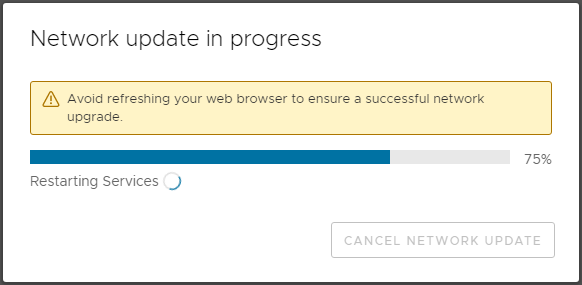 Network update in progress
Avoid refreshing your web browser to ensure a successful network
upgrade.
75%
Restarting Services
CANCEL NETWORK UPDATE